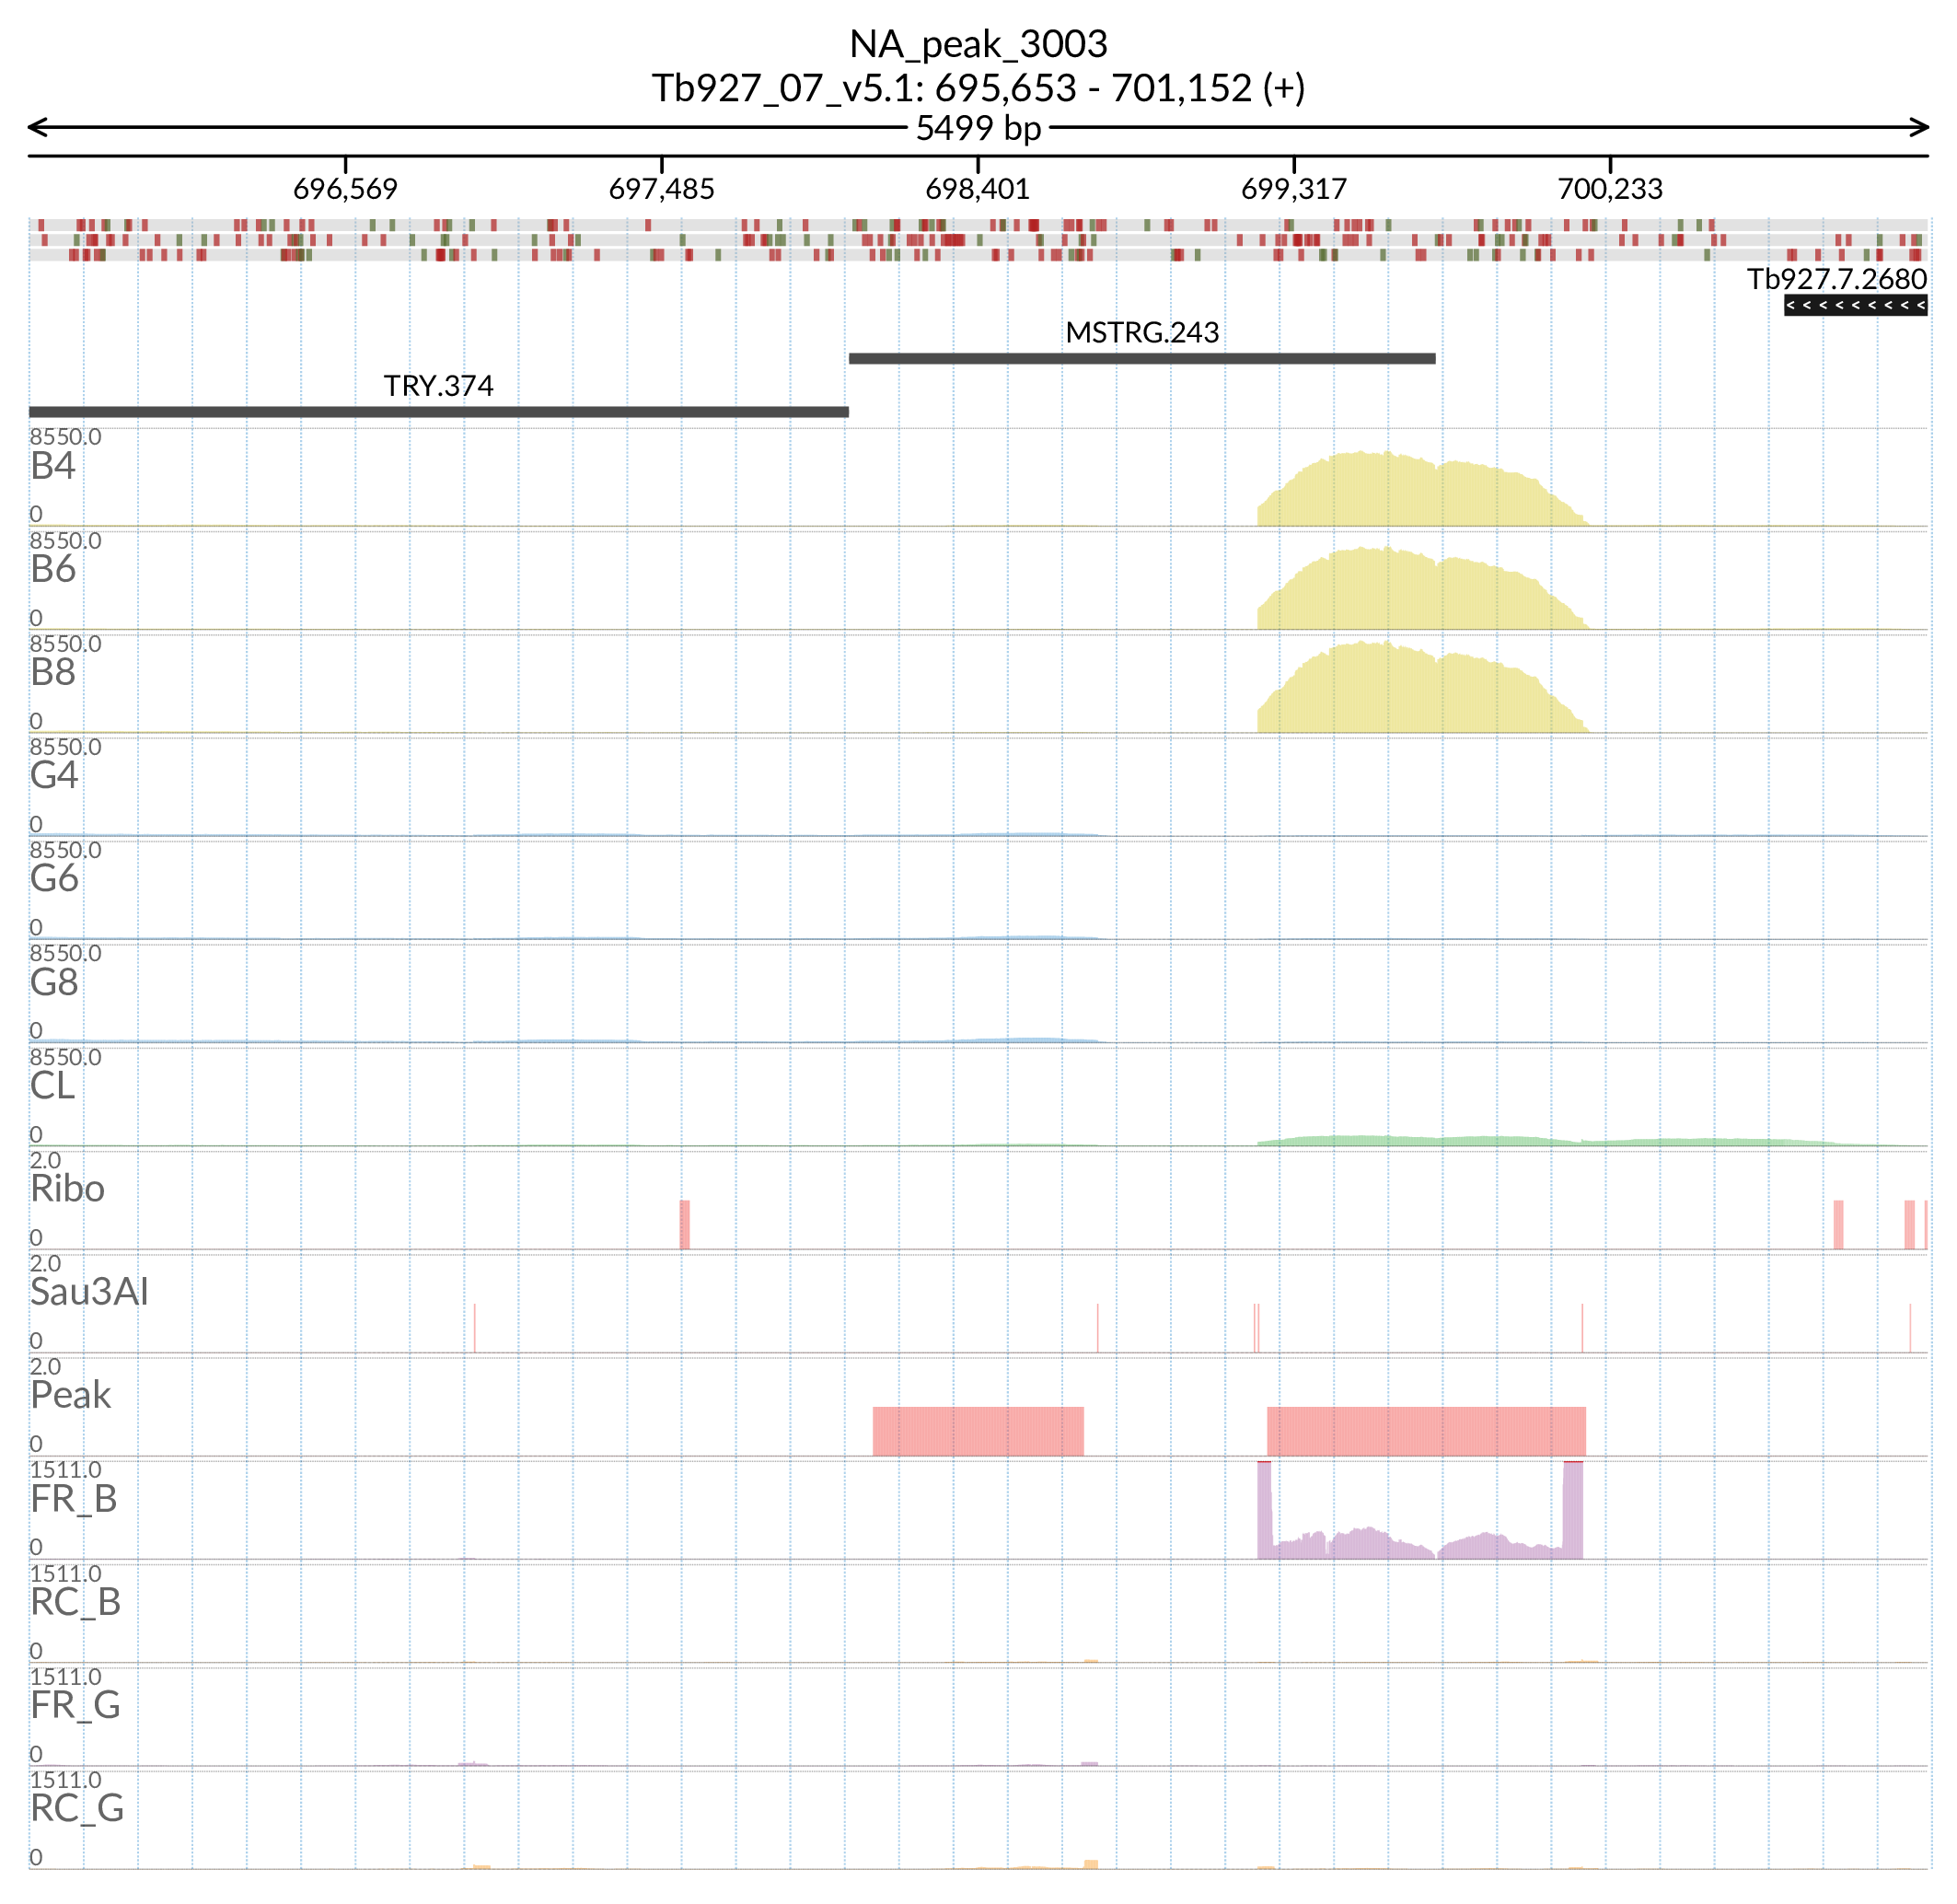 NA_peak_3003
Tb927_07_v5.1: 695,653 - 701,152 (+)
5499 bp
696,569 697,485 698,401 699,317 700,233
Tb927.7.2680
< < < < < < < < <
MSTRG.243
TRY.374
8550.0
B4
0
8550.0
B6
0
8550.0
B8
0
8550.0
G4
0
8550.0
G6
0
8550.0
G8
0
8550.0
CL
0
2.0
Ribo
0
2.0
Sau3AI
0
2.0
Peak
0
1511.0
FR_B
0
1511.0
RC_B
0
1511.0
FR_G
0
1511.0
RC_G
0